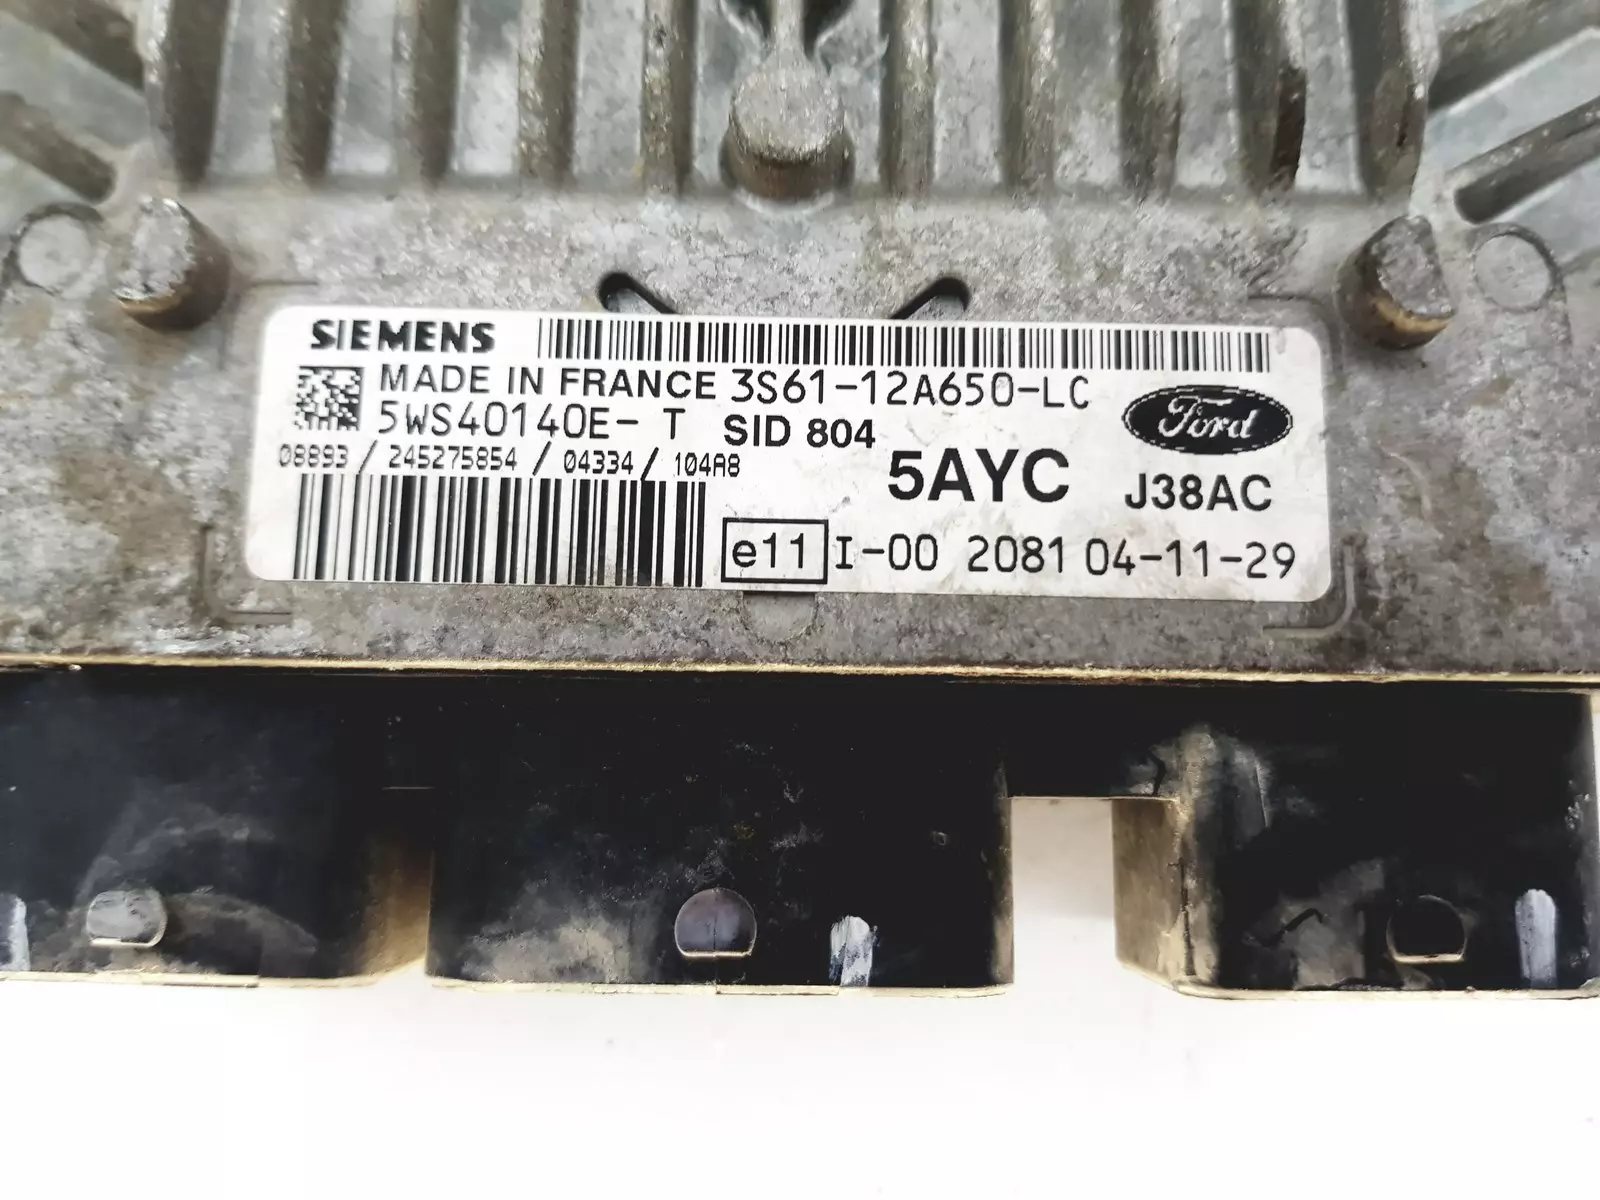 SIEMENS
MADE IN FRANCE 3S61-12A650-LC
Ford
5WS40140E- T SID 804
08893 / 245275854 / 04334 / 104A8
5AYC J38AC
e11 I-00 2081 04-11-29